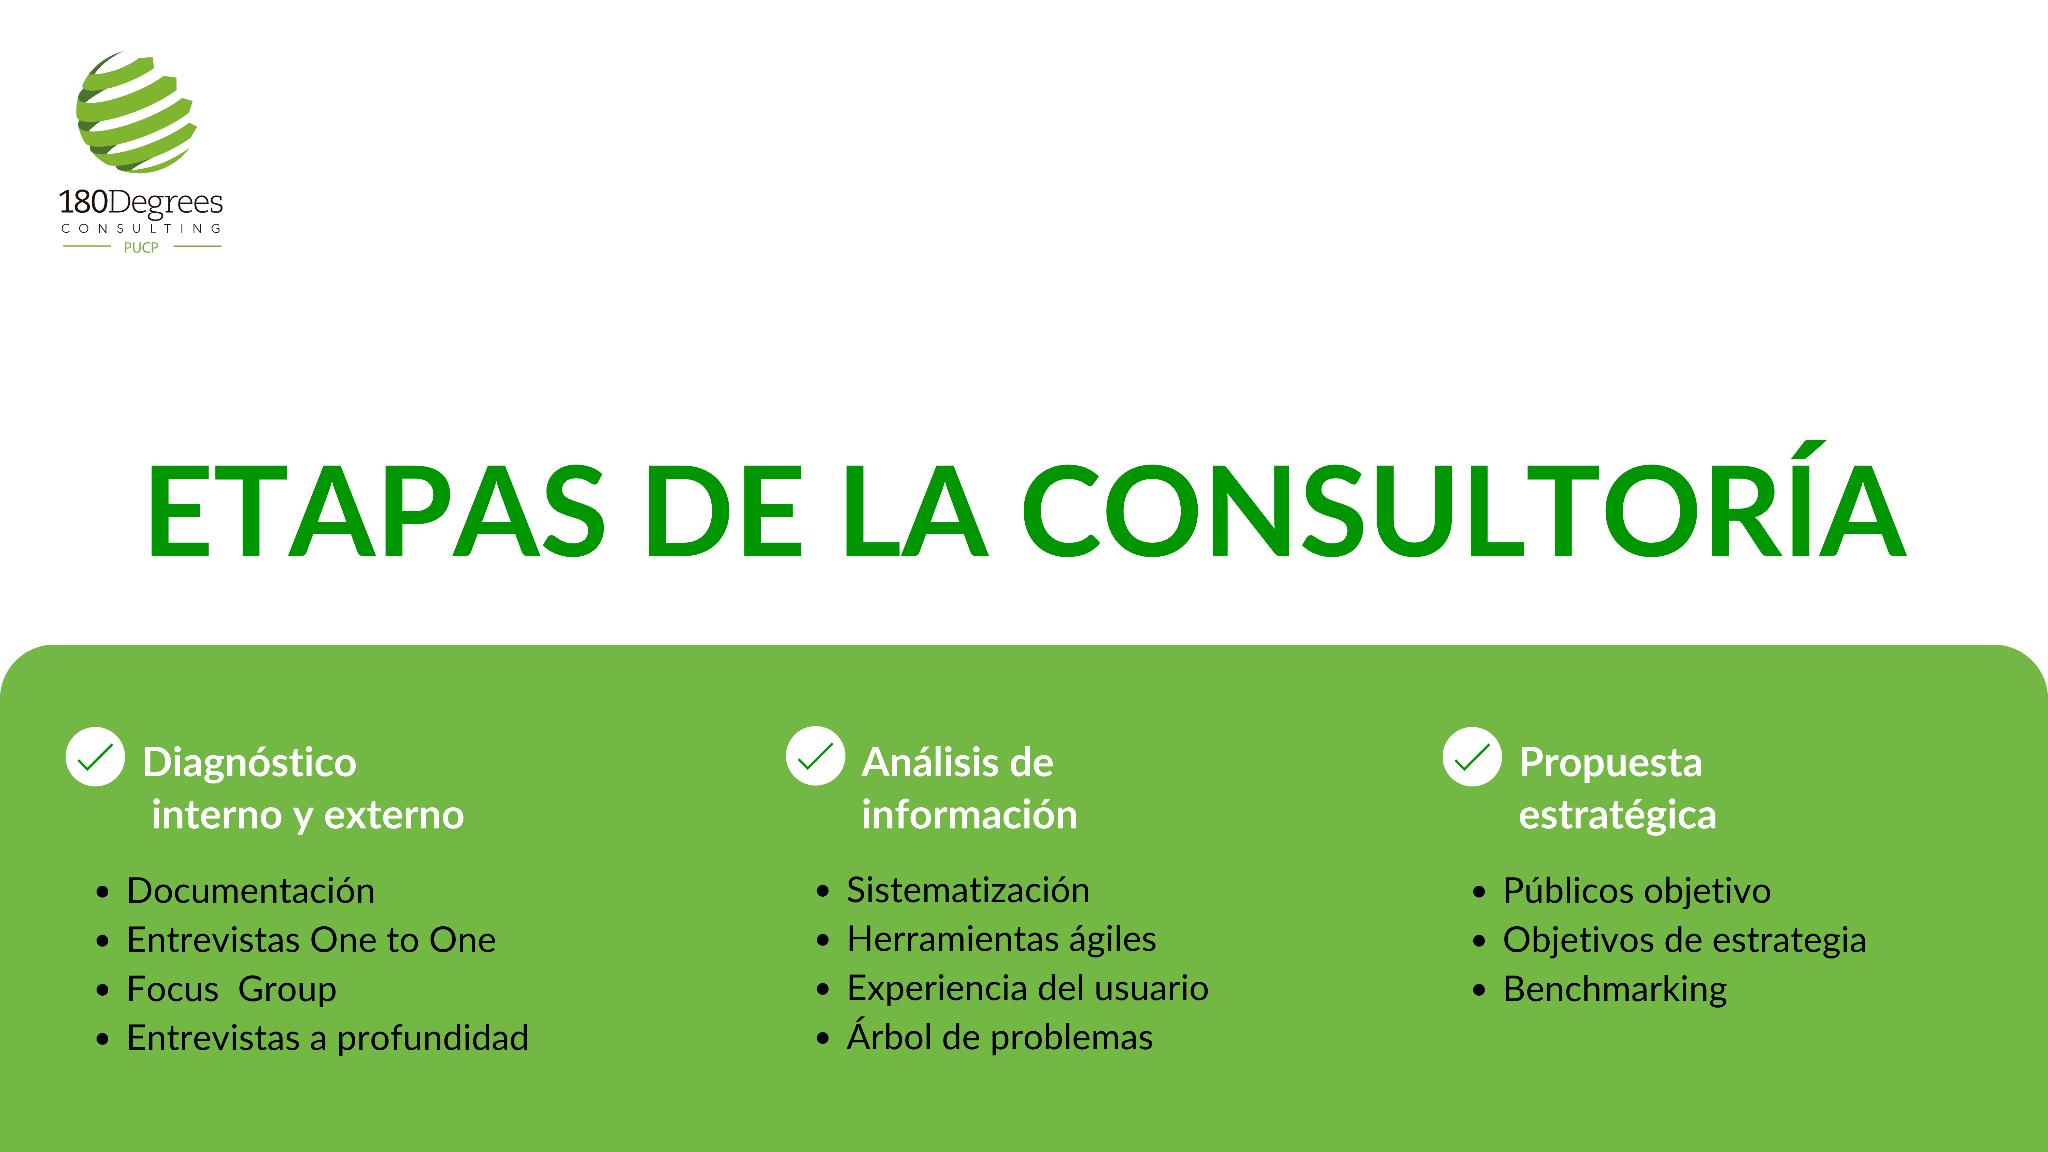 180Degrees
CONSULTING
PUCP
ETAPAS DE LA CONSULTORÍA
Diagnóstico
interno y externo
• Documentación
• Entrevistas One to One
• Focus  Group
• Entrevistas a profundidad
Análisis de
información
• Sistematización
• Herramientas ágiles
• Experiencia del usuario
• Árbol de problemas
Propuesta
estratégica
• Públicos objetivo
• Objetivos de estrategia
• Benchmarking